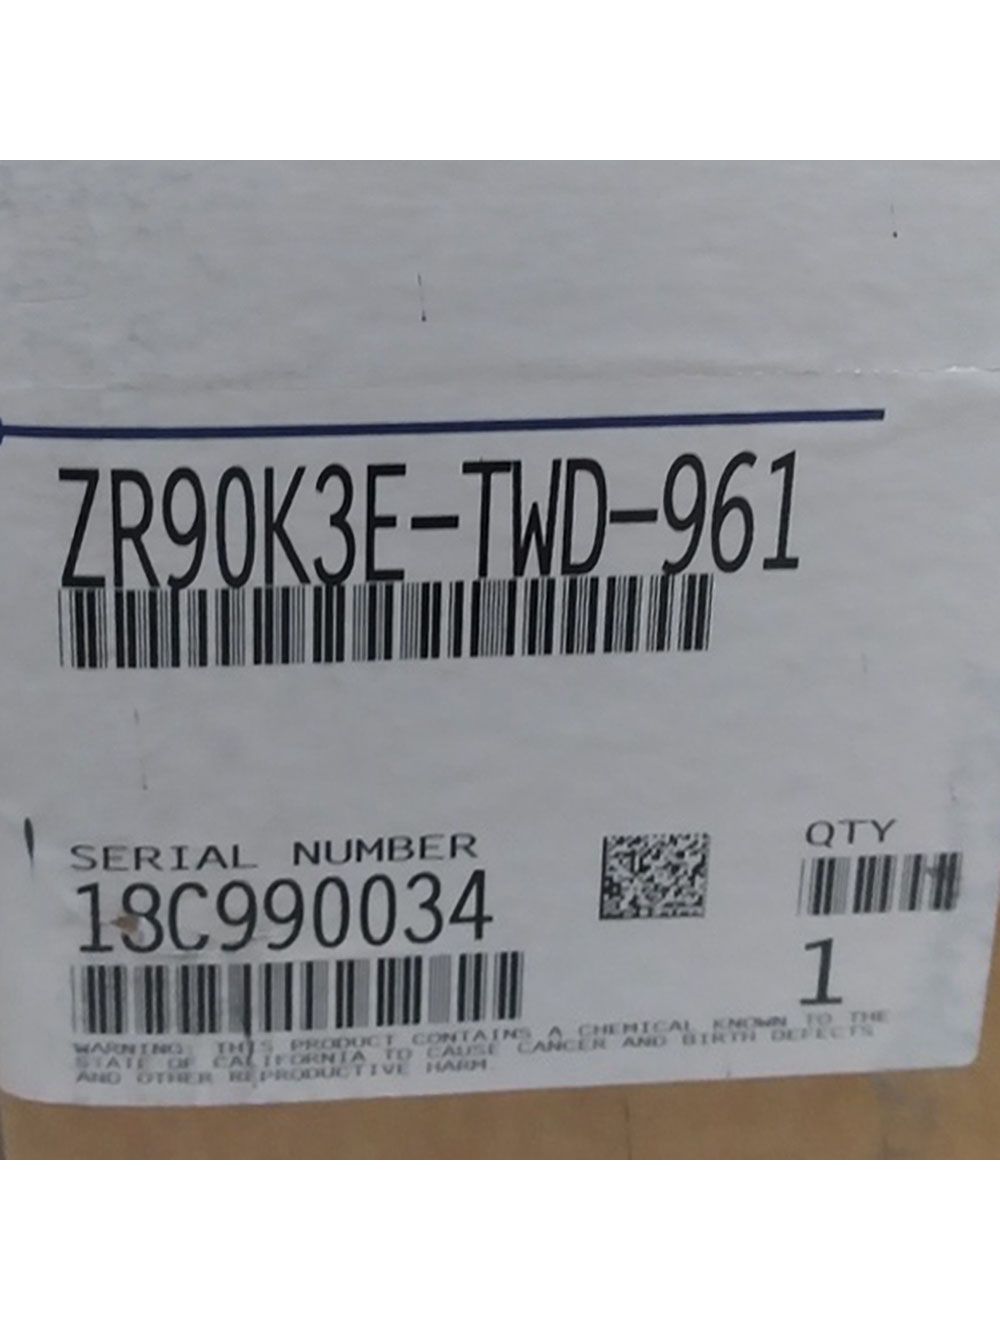 ZR90K3E-TWD-961
SERIAL NUMBER
18C990034
QTY
1
WARNING: THIS PRODUCT CONTAINS A CHEMICAL KNOWN TO THE
STATE OF CALIFORNIA TO CAUSE CANCER AND BIRTH DEFECTS
AND OTHER REPRODUCTIVE HARM